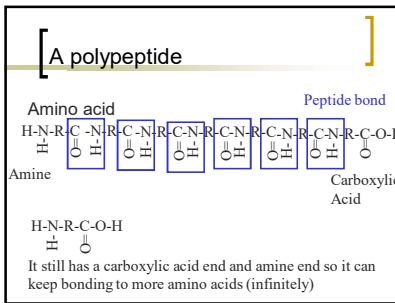 A polypeptide
Peptide bond
Amino acid
H-N-R-C -N-R-C-N-R-C-N-R-C-N-R-C-N-R-C-N-R-C-O-H
H- O= H- O= H- O= H- O= H- O= H- O= H- O=
Amine
Carboxylic
Acid
H-N-R-C-O-H
H- O=
It still has a carboxylic acid end and amine end so it can
keep bonding to more amino acids (infinitely)